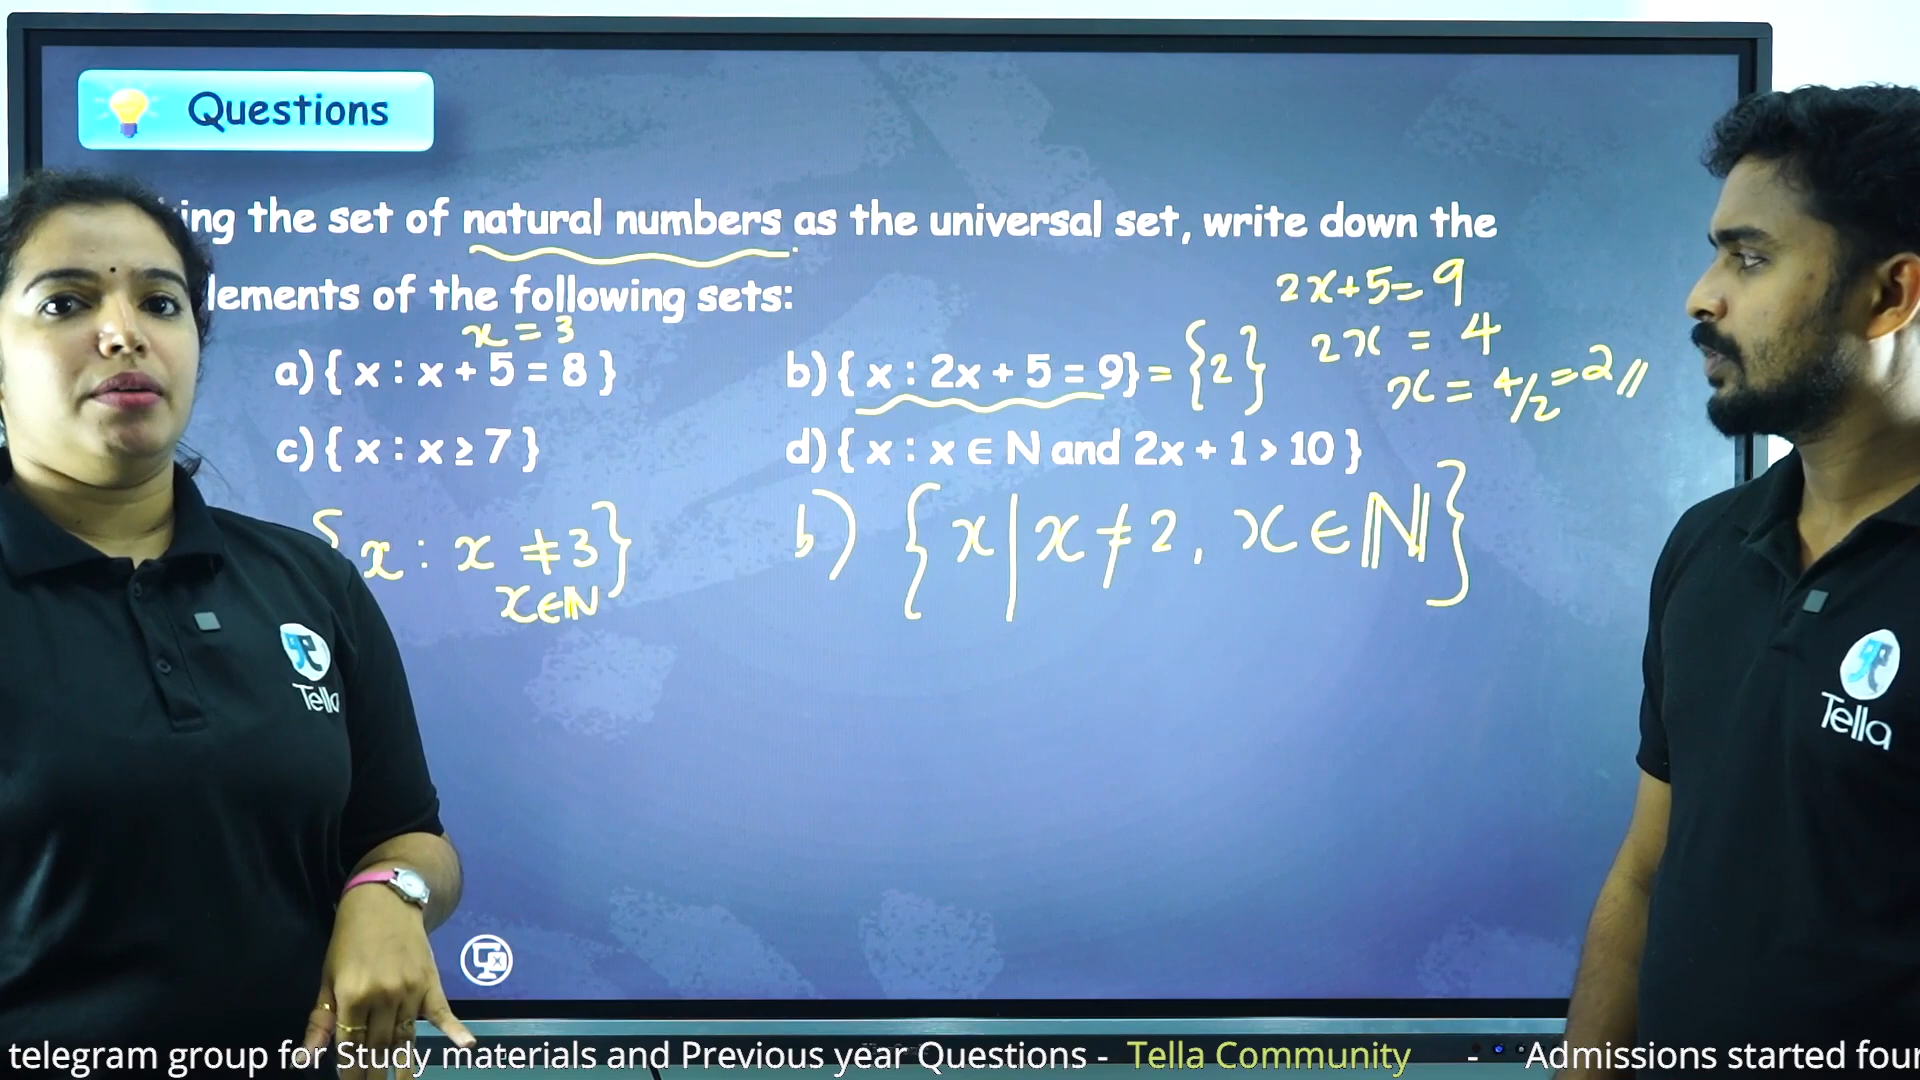 Questions
ing the set of natural numbers as the universal set, write down the
lements of the following sets:
2x+5=9
x = 3
2x = 4
a) { x : x + 5 = 8 }
b) { x : 2x + 5 = 9} = {2}
x = 4/2 = 2 //
c) { x : x ≥ 7 }
d) { x : x ∈ N and 2x + 1 > 10 }
{ x : x ≠ 3 }
x ∈ ℕ
b) { x | x ≠ 2, x ∈ ℕ }
Tella
Tella
telegram group for Study materials and Previous year Questions - Tella Community - Admissions started four